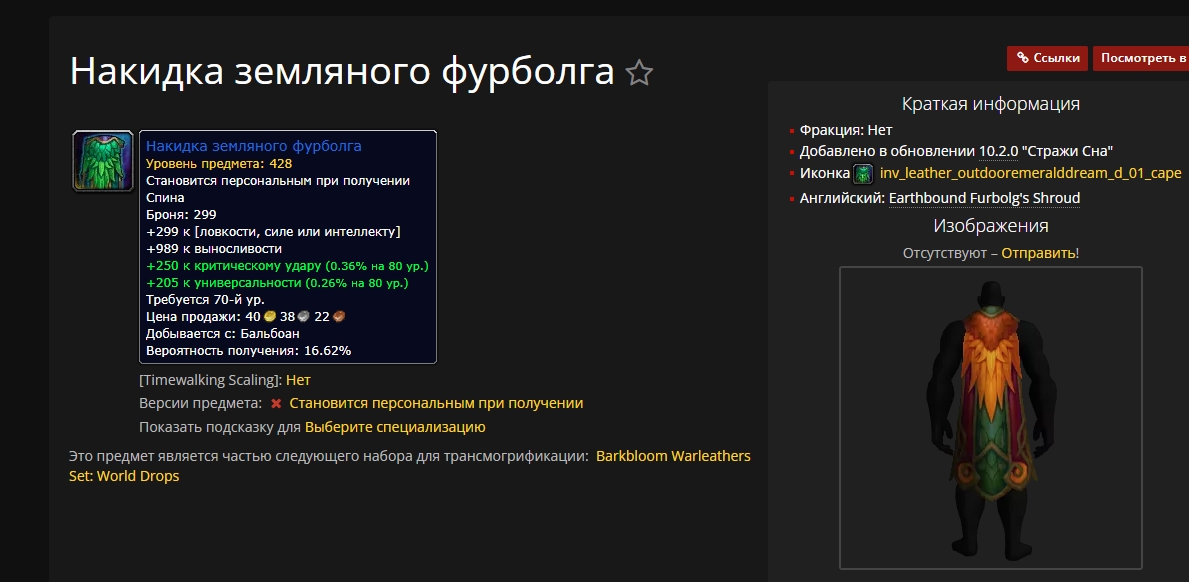 Накидка земляного фурболга
Накидка земляного фурболга
Уровень предмета: 428
Становится персональным при получении
Спина
Броня: 299
+299 к [ловкости, силе или интеллекту]
+989 к выносливости
+250 к критическому удару (0.36% на 80 ур.)
+205 к универсальности (0.26% на 80 ур.)
Требуется 70-й ур.
Цена продажи: 40 38 22
Добывается с: Бальбоан
Вероятность получения: 16.62%
[Timewalking Scaling]: Нет
Версии предмета: Становится персональным при получении
Показать подсказку для Выберите специализацию
Это предмет является частью следующего набора для трансмогрификации: Barkbloom Warleathers
Set: World Drops
Ссылки
Посмотреть в
Краткая информация
Фракция: Нет
Добавлено в обновлении 10.2.0 "Стражи Сна"
Иконка inv_leather_outdooremeralddream_d_01_cape
Английский: Earthbound Furbolg's Shroud
Изображения
Отсутствуют – Отправить!